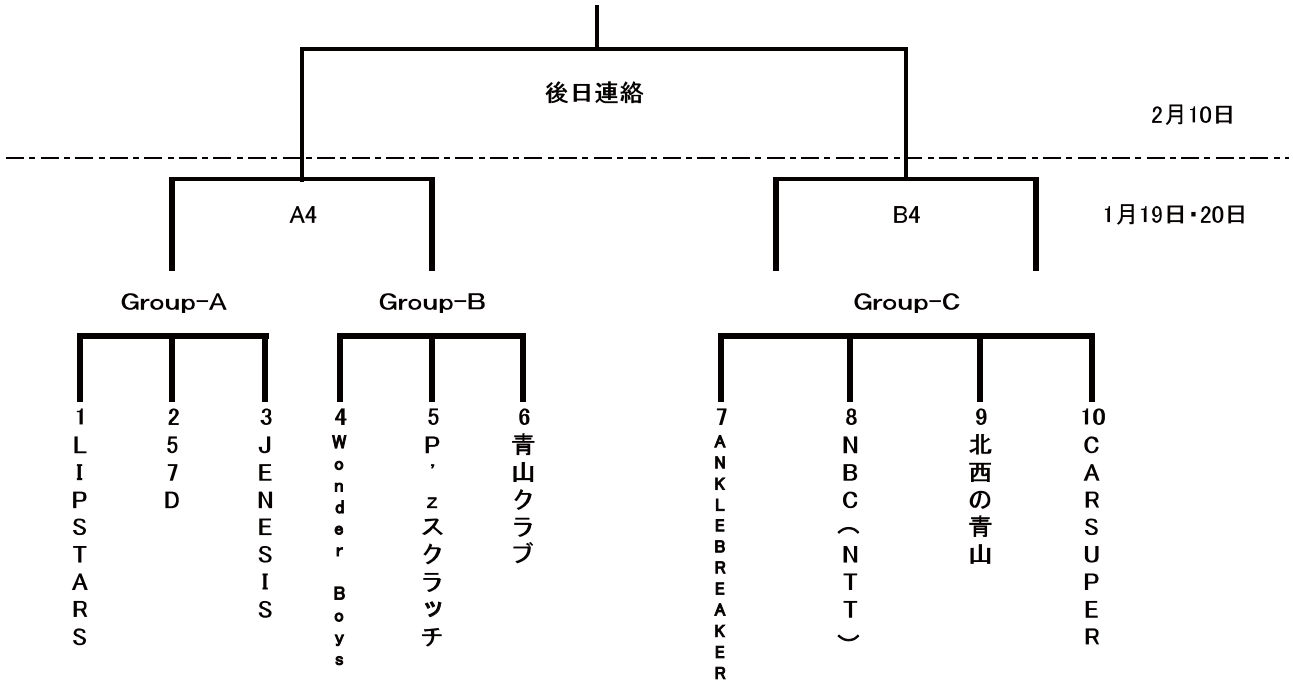 後日連絡
2月10日
A4
B4
1月19日・20日
Group-A
Group-B
Group-C
1
LIPSTARS
2
57D
3
JENESIS
4
Wonder Boys
5
P’zスクラッチ
6
青山クラブ
7
ANKLEBREAKER
8
NBC（NTT）
9
北西の青山
10
CARSUPER